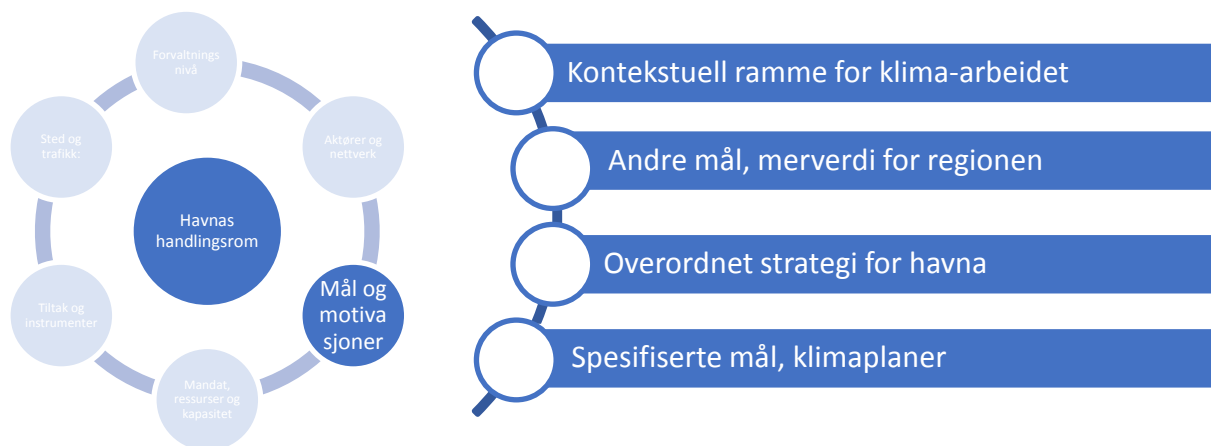 Forvaltnings
nivå
Sted og
trafikk:
Aktører og
nettverk
Havnas
handlingsrom
Tiltak og
instrumenter
Mål og
motiva
sjoner
Mandat,
ressurser og
kapasitet
Kontekstuell ramme for klima-arbeidet
Andre mål, merverdi for regionen
Overordnet strategi for havna
Spesifiserte mål, klimaplaner